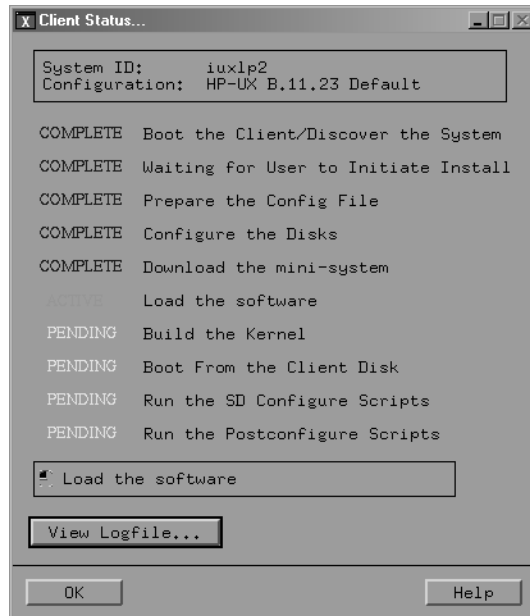 X Client Status...
System ID: iuxlp2
Configuration: HP-UX B.11.23 Default
COMPLETE Boot the Client/Discover the System
COMPLETE Waiting for User to Initiate Install
COMPLETE Prepare the Config File
COMPLETE Configure the Disks
COMPLETE Download the mini-system
ACTIVE Load the software
PENDING Build the Kernel
PENDING Boot From the Client Disk
PENDING Run the SD Configure Scripts
PENDING Run the Postconfigure Scripts
Load the software
View Logfile...
OK Help